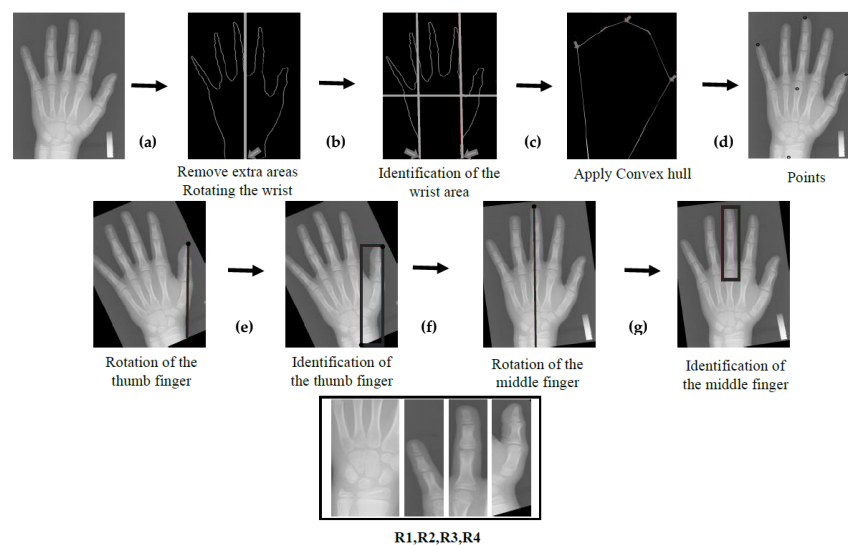 (a)
(b)
(c)
(d)
Remove extra areas
Rotating the wrist
Identification of the
wrist area
Apply Convex hull
Points
(e)
(f)
(g)
Rotation of the
thumb finger
Identification of
the thumb finger
Rotation of the
middle finger
Identification of
the middle finger
R1,R2,R3,R4